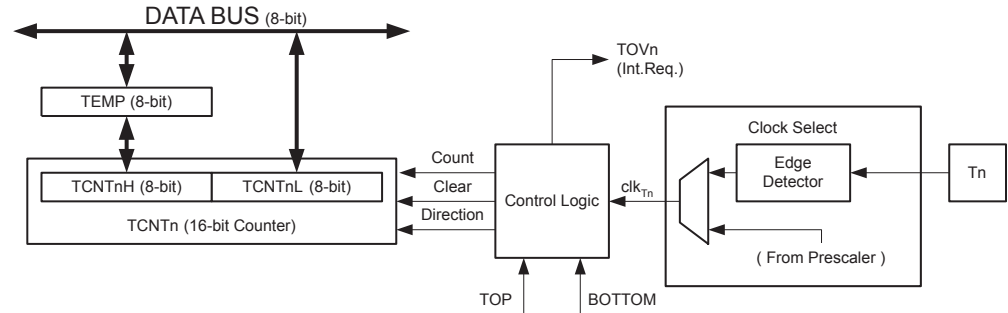 DATA BUS (8-bit)
TEMP (8-bit)
TCNTnH (8-bit)
TCNTnL (8-bit)
TCNTn (16-bit Counter)
Count
Clear
Direction
Control Logic
TOVn
(Int.Req.)
TOP
BOTTOM
clkTn
Clock Select
Edge
Detector
( From Prescaler )
Tn